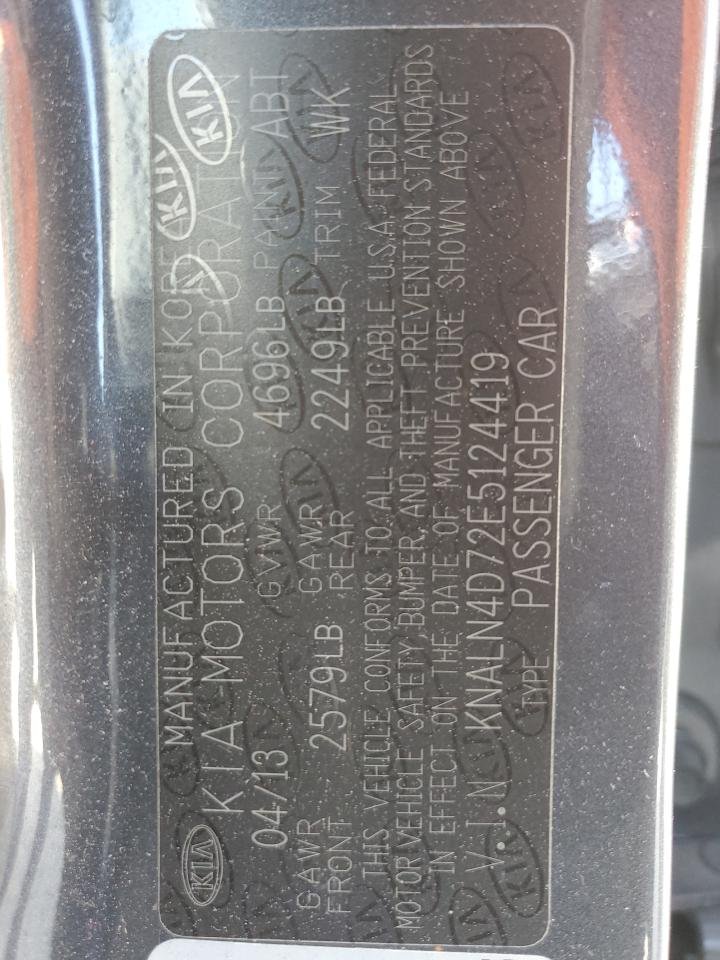 KIA MANUFACTURED IN KOREA
KIA MOTORS CORPORATION
04/13 GVWR 4696LB PAINT ABT
GAWR FRONT 2579LB GAWR REAR 2249LB TRIM WK
THIS VEHICLE CONFORMS TO ALL APPLICABLE U.S.A. FEDERAL
MOTOR VEHICLE SAFETY BUMPER, AND THEFT PREVENTION STANDARDS
IN EFFECT ON THE DATE OF MANUFACTURE SHOWN ABOVE
V.I.N KNALN4D72E5124419
TYPE PASSENGER CAR